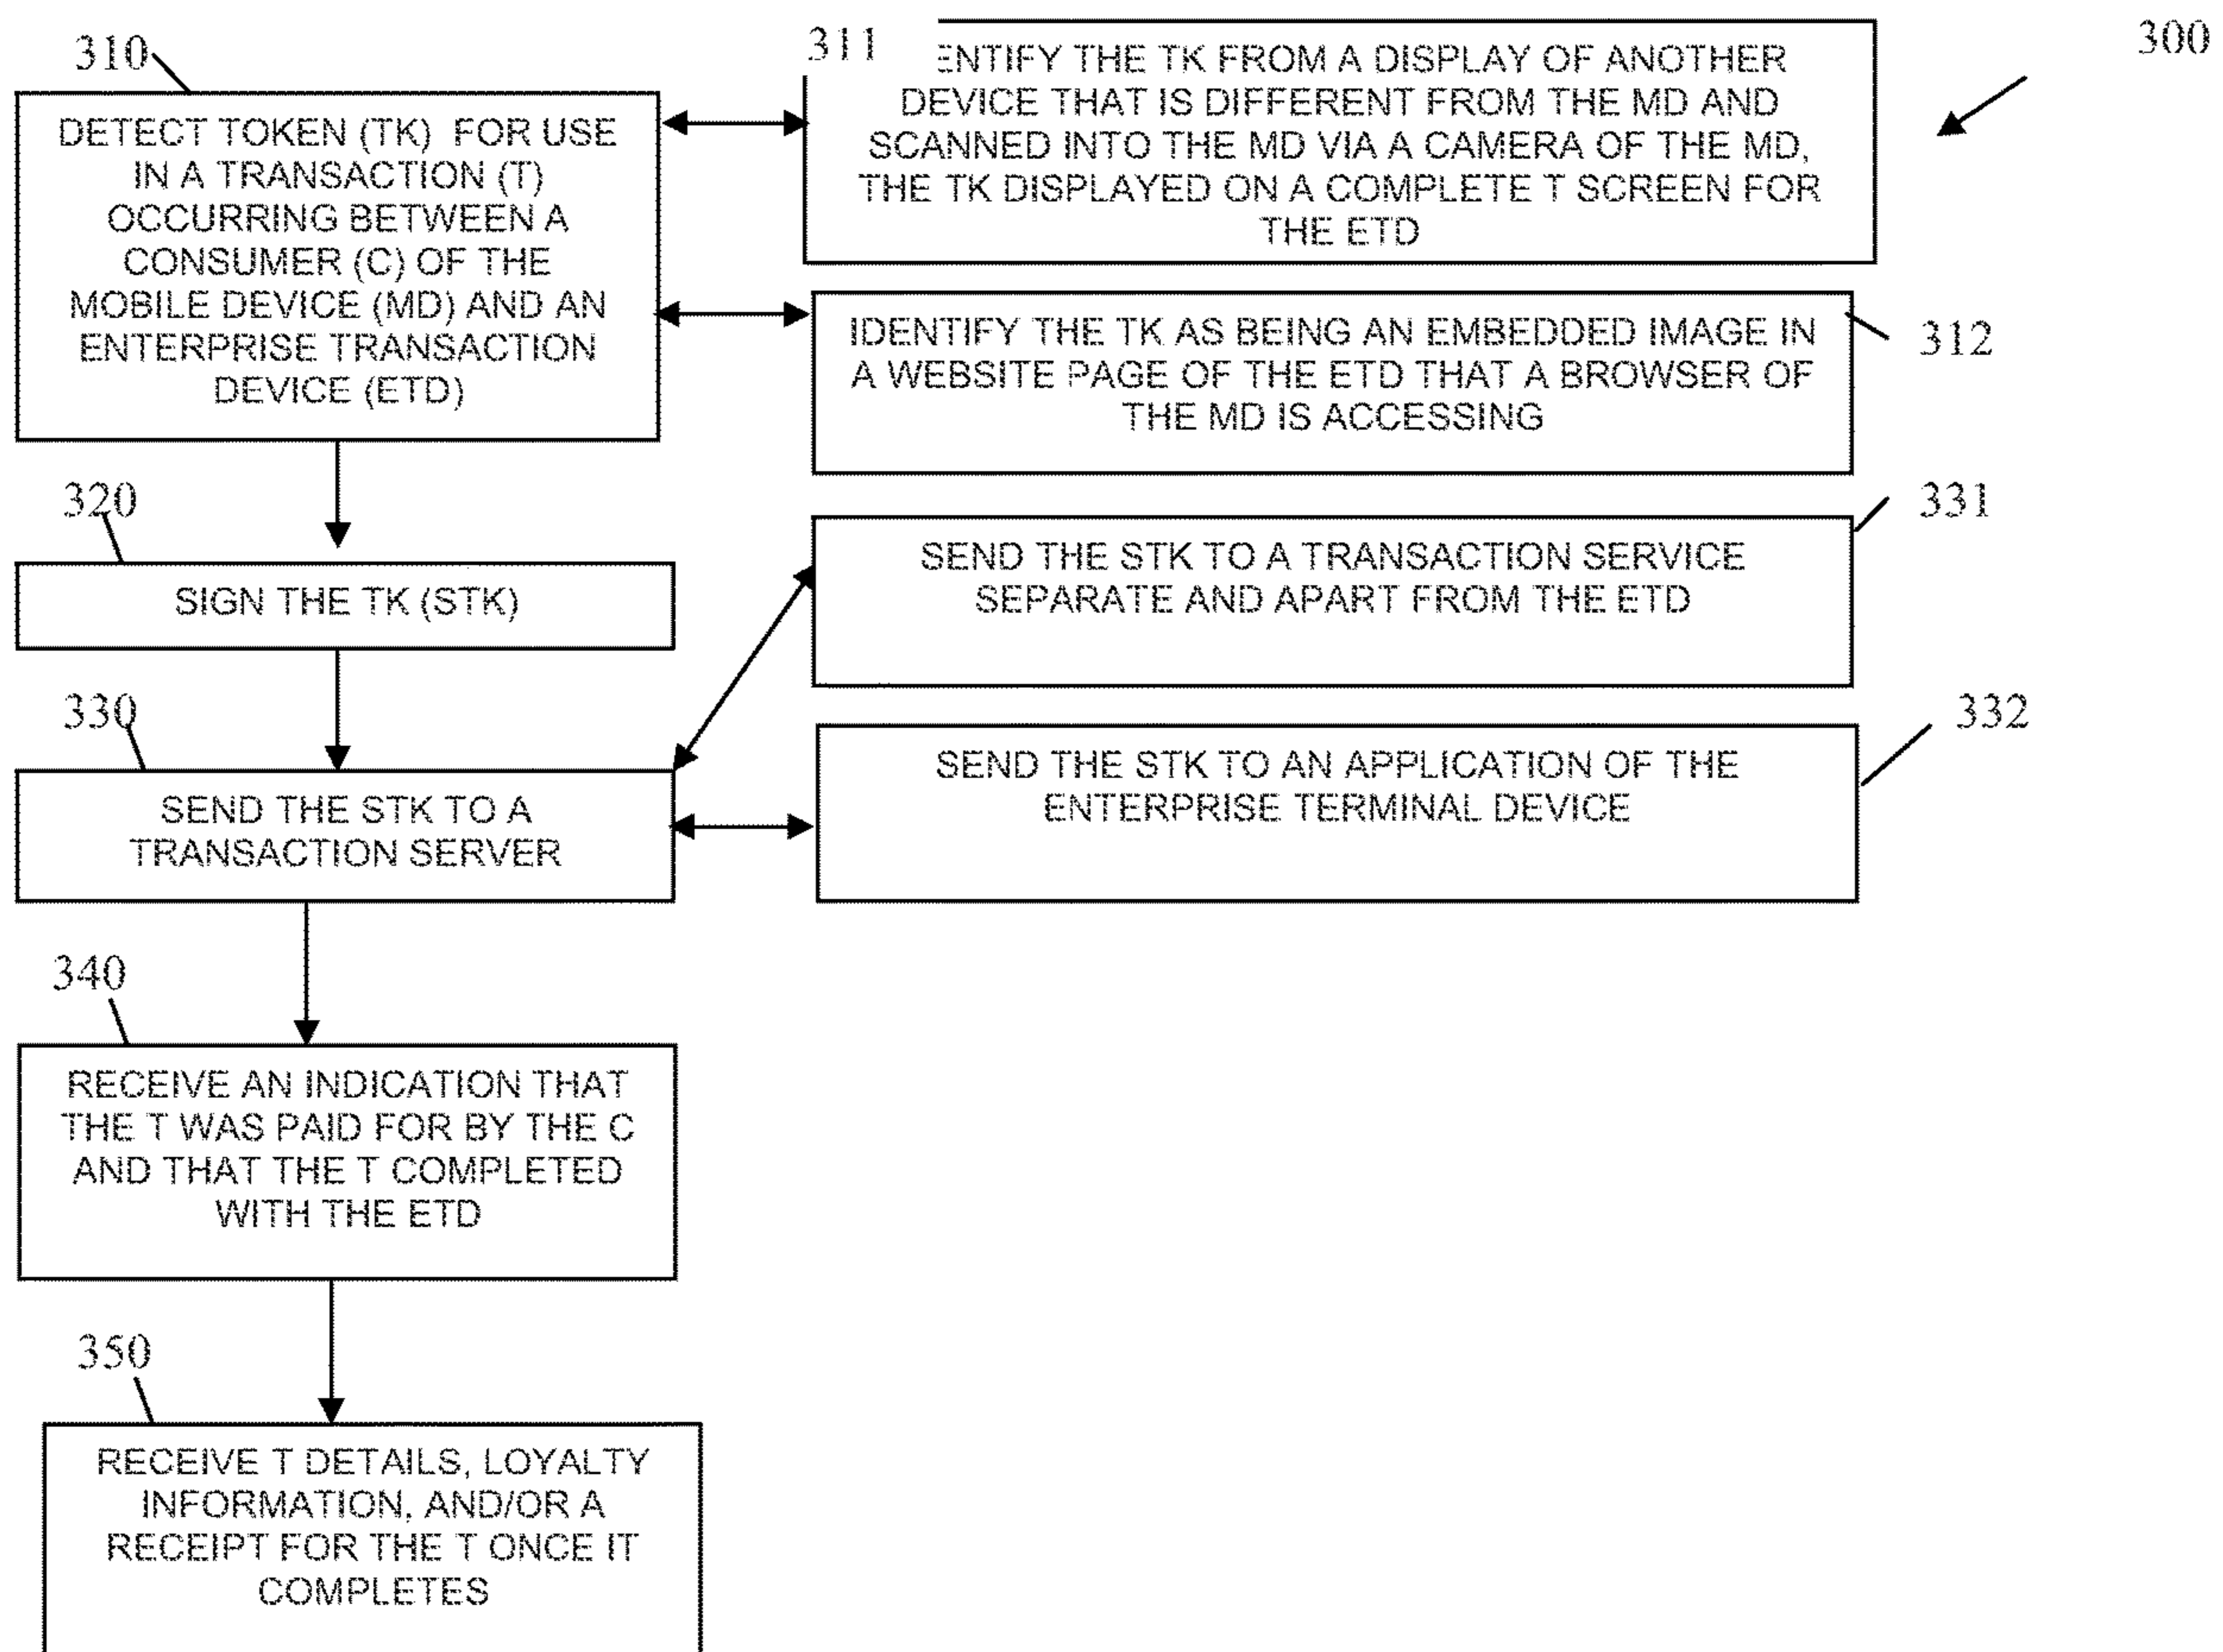 300
310
DETECT TOKEN (TK) FOR USE
IN A TRANSACTION (T)
OCCURRING BETWEEN A
CONSUMER (C) OF THE
MOBILE DEVICE (MD) AND AN
ENTERPRISE TRANSACTION
DEVICE (ETD)
311
ENTIFY THE TK FROM A DISPLAY OF ANOTHER
DEVICE THAT IS DIFFERENT FROM THE MD AND
SCANNED INTO THE MD VIA A CAMERA OF THE MD,
THE TK DISPLAYED ON A COMPLETE T SCREEN FOR
THE ETD
312
IDENTIFY THE TK AS BEING AN EMBEDDED IMAGE IN
A WEBSITE PAGE OF THE ETD THAT A BROWSER OF
THE MD IS ACCESSING
320
SIGN THE TK (STK)
331
SEND THE STK TO A TRANSACTION SERVICE
SEPARATE AND APART FROM THE ETD
330
SEND THE STK TO A
TRANSACTION SERVER
332
SEND THE STK TO AN APPLICATION OF THE
ENTERPRISE TERMINAL DEVICE
340
RECEIVE AN INDICATION THAT
THE T WAS PAID FOR BY THE C
AND THAT THE T COMPLETED
WITH THE ETD
350
RECEIVE T DETAILS, LOYALTY
INFORMATION, AND/OR A
RECEIPT FOR THE T ONCE IT
COMPLETES